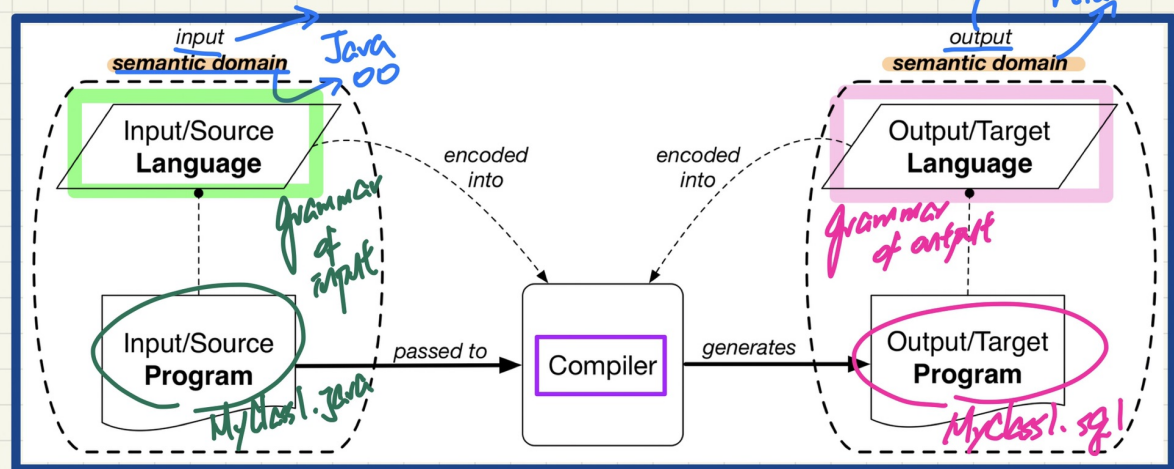 input
semantic domain
Java
OO
Input/Source
Language
grammar
of
input
Input/Source
Program
MyClass1.java
encoded
into
passed to
Compiler
encoded
into
generates
output
semantic domain
Output/Target
Language
grammar
of output
Output/Target
Program
MyClass1.sql